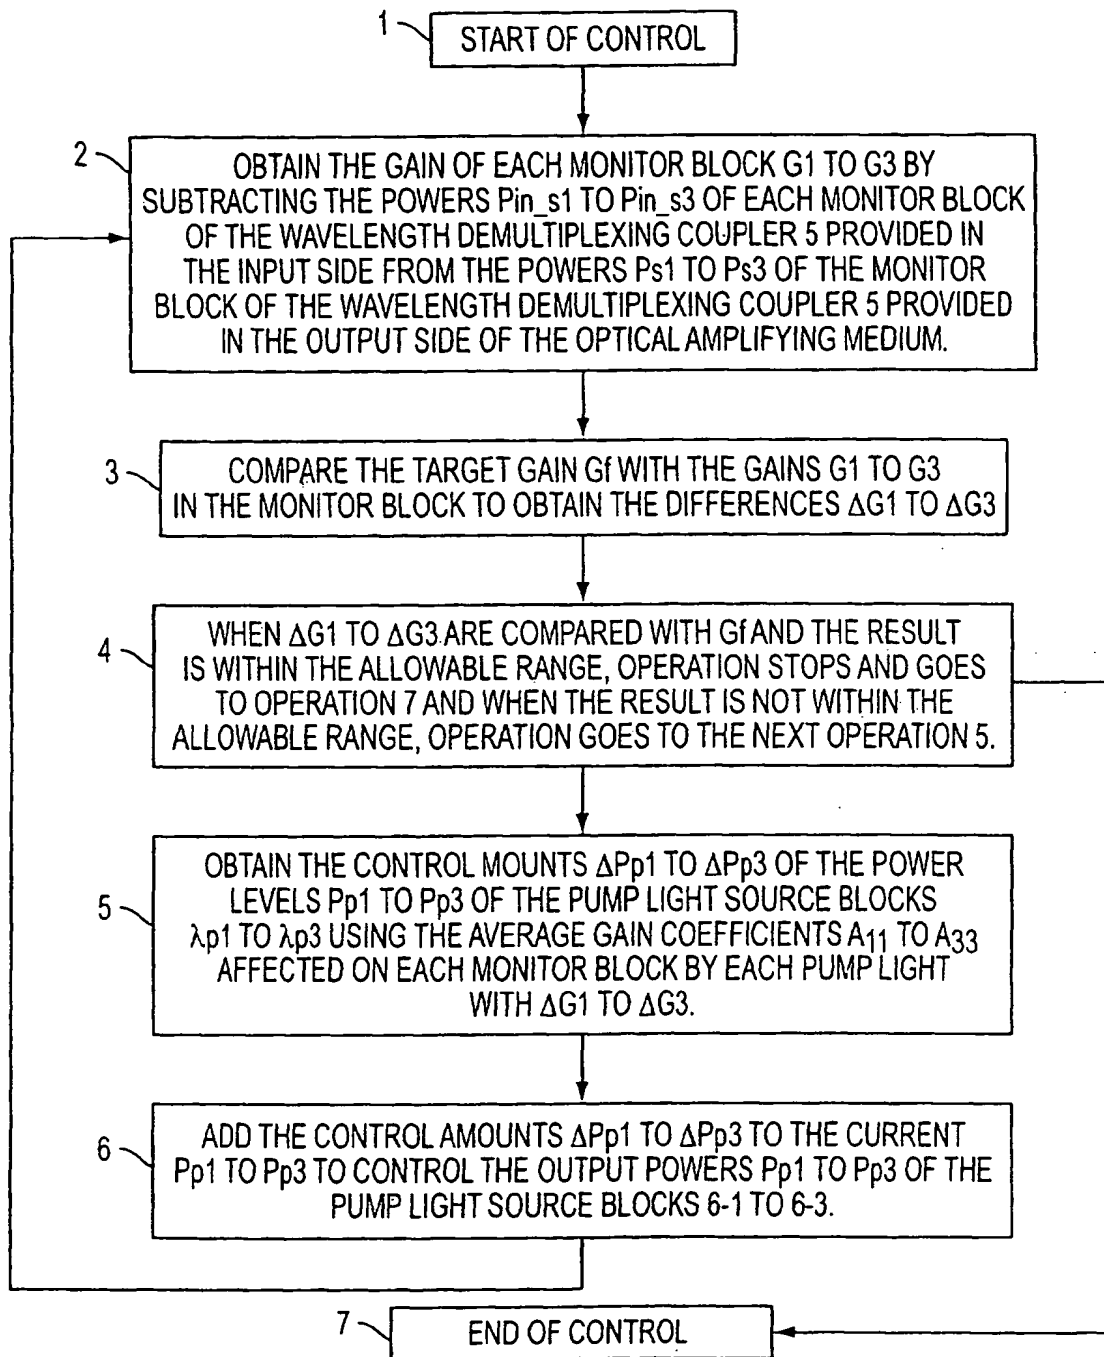 1
START OF CONTROL
2
OBTAIN THE GAIN OF EACH MONITOR BLOCK G1 TO G3 BY
SUBTRACTING THE POWERS Pin_s1 TO Pin_s3 OF EACH MONITOR BLOCK
OF THE WAVELENGTH DEMULTIPLEXING COUPLER 5 PROVIDED IN
THE INPUT SIDE FROM THE POWERS Ps1 TO Ps3 OF THE MONITOR
BLOCK OF THE WAVELENGTH DEMULTIPLEXING COUPLER 5 PROVIDED
IN THE OUTPUT SIDE OF THE OPTICAL AMPLIFYING MEDIUM.
3
COMPARE THE TARGET GAIN Gf WITH THE GAINS G1 TO G3
IN THE MONITOR BLOCK TO OBTAIN THE DIFFERENCES ΔG1 TO ΔG3
4
WHEN ΔG1 TO ΔG3 ARE COMPARED WITH Gf AND THE RESULT
IS WITHIN THE ALLOWABLE RANGE, OPERATION STOPS AND GOES
TO OPERATION 7 AND WHEN THE RESULT IS NOT WITHIN THE
ALLOWABLE RANGE, OPERATION GOES TO THE NEXT OPERATION 5.
5
OBTAIN THE CONTROL MOUNTS ΔPp1 TO ΔPp3 OF THE POWER
LEVELS Pp1 TO Pp3 OF THE PUMP LIGHT SOURCE BLOCKS
λp1 TO λp3 USING THE AVERAGE GAIN COEFFICIENTS A11 TO A33
AFFECTED ON EACH MONITOR BLOCK BY EACH PUMP LIGHT
WITH ΔG1 TO ΔG3.
6
ADD THE CONTROL AMOUNTS ΔPp1 TO ΔPp3 TO THE CURRENT
Pp1 TO Pp3 TO CONTROL THE OUTPUT POWERS Pp1 TO Pp3 OF THE
PUMP LIGHT SOURCE BLOCKS 6-1 TO 6-3.
7
END OF CONTROL